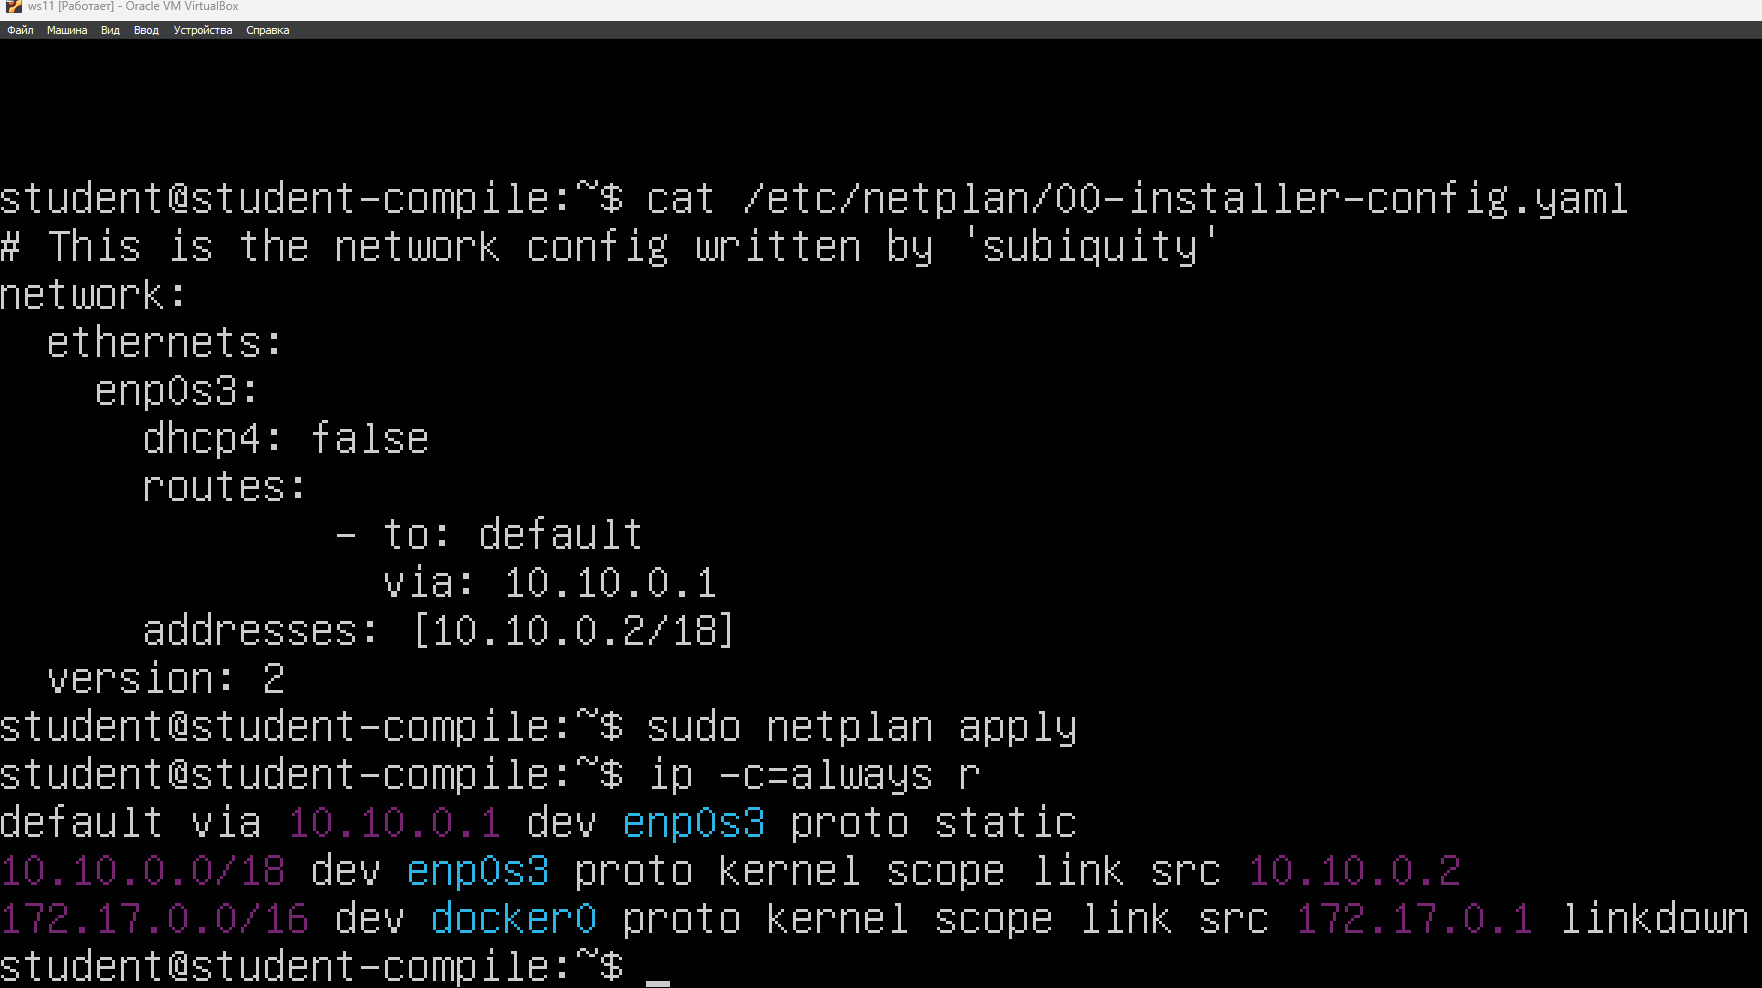 ws11 [Работает] - Oracle VM VirtualBox
Файл Машина Вид Ввод Устройства Справка
student@student-compile:~$ cat /etc/netplan/00-installer-config.yaml
# This is the network config written by 'subiquity'
network:
  ethernets:
    enp0s3:
      dhcp4: false
      routes:
              - to: default
                via: 10.10.0.1
      addresses: [10.10.0.2/18]
  version: 2
student@student-compile:~$ sudo netplan apply
student@student-compile:~$ ip -c=always r
default via 10.10.0.1 dev enp0s3 proto static
10.10.0.0/18 dev enp0s3 proto kernel scope link src 10.10.0.2
172.17.0.0/16 dev docker0 proto kernel scope link src 172.17.0.1 linkdown
student@student-compile:~$ _